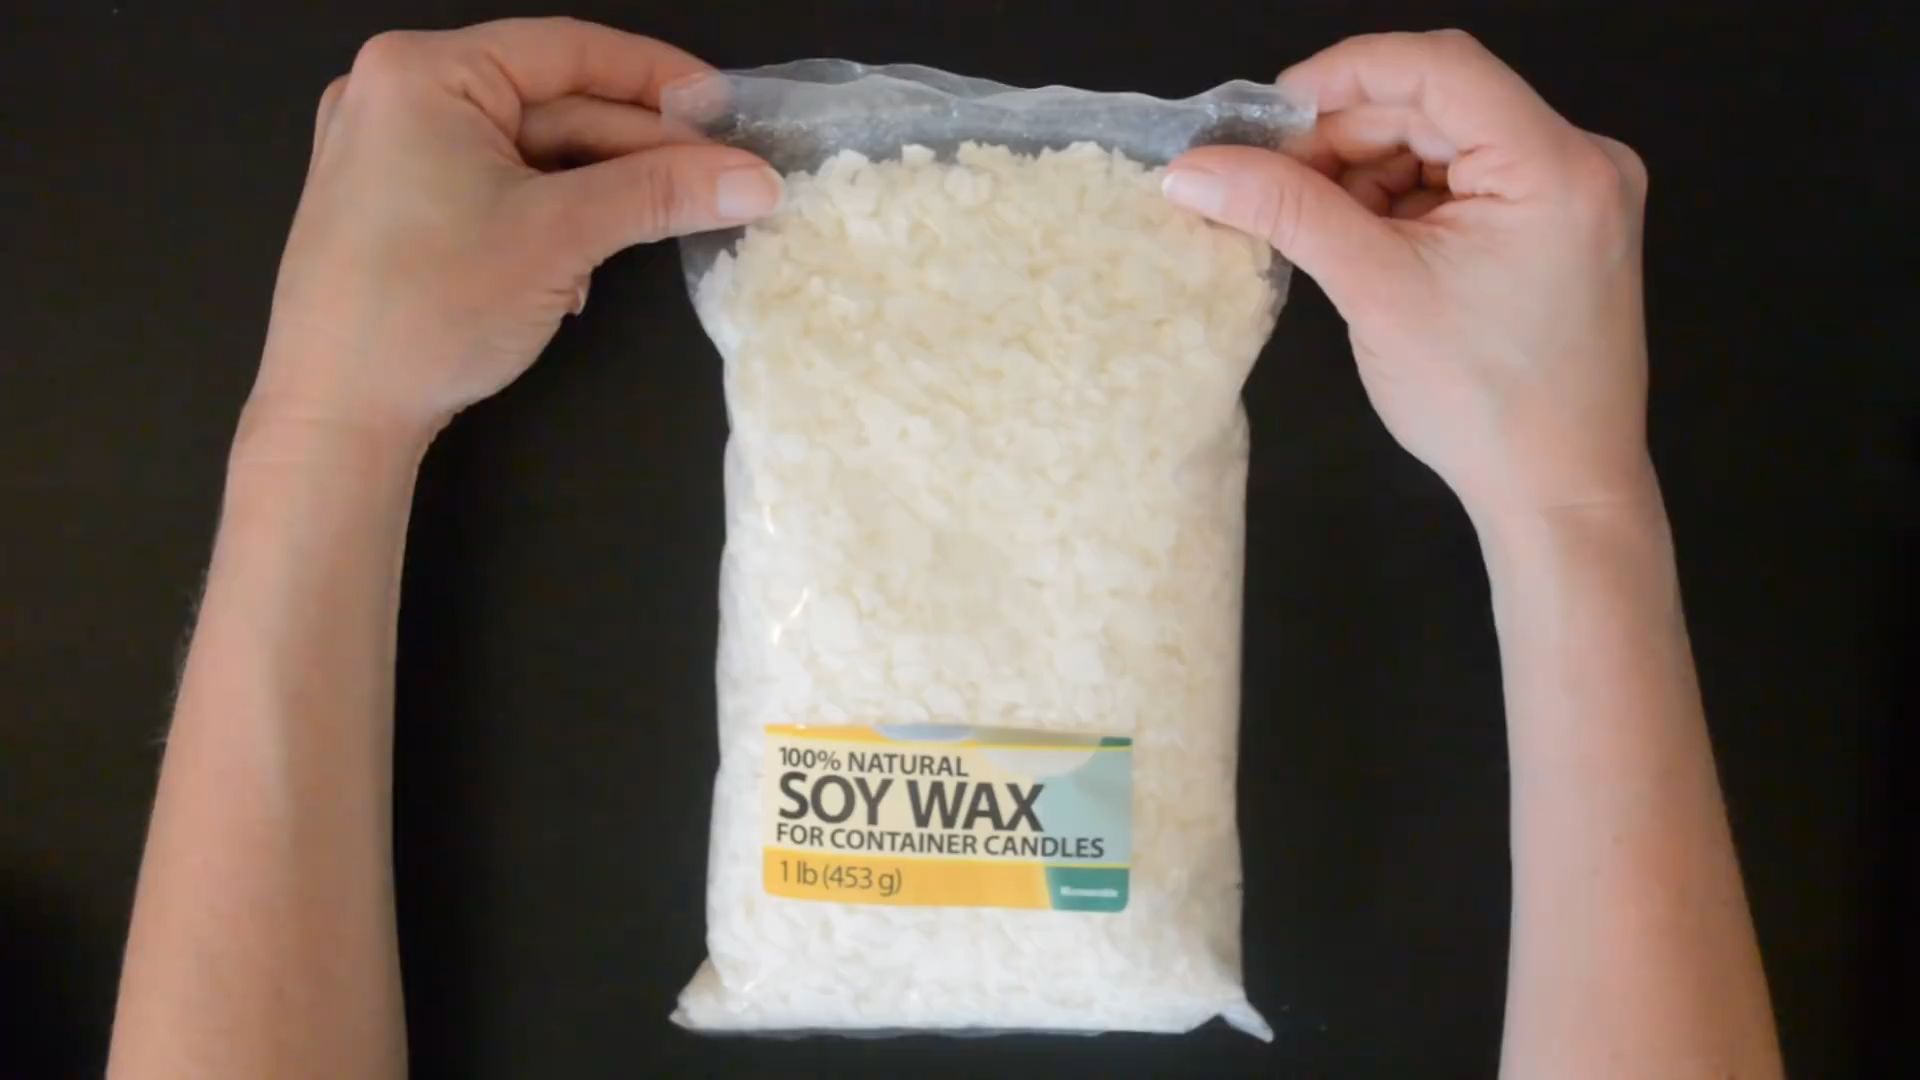 100% NATURAL
SOY WAX
FOR CONTAINER CANDLES
1 lb (453 g)